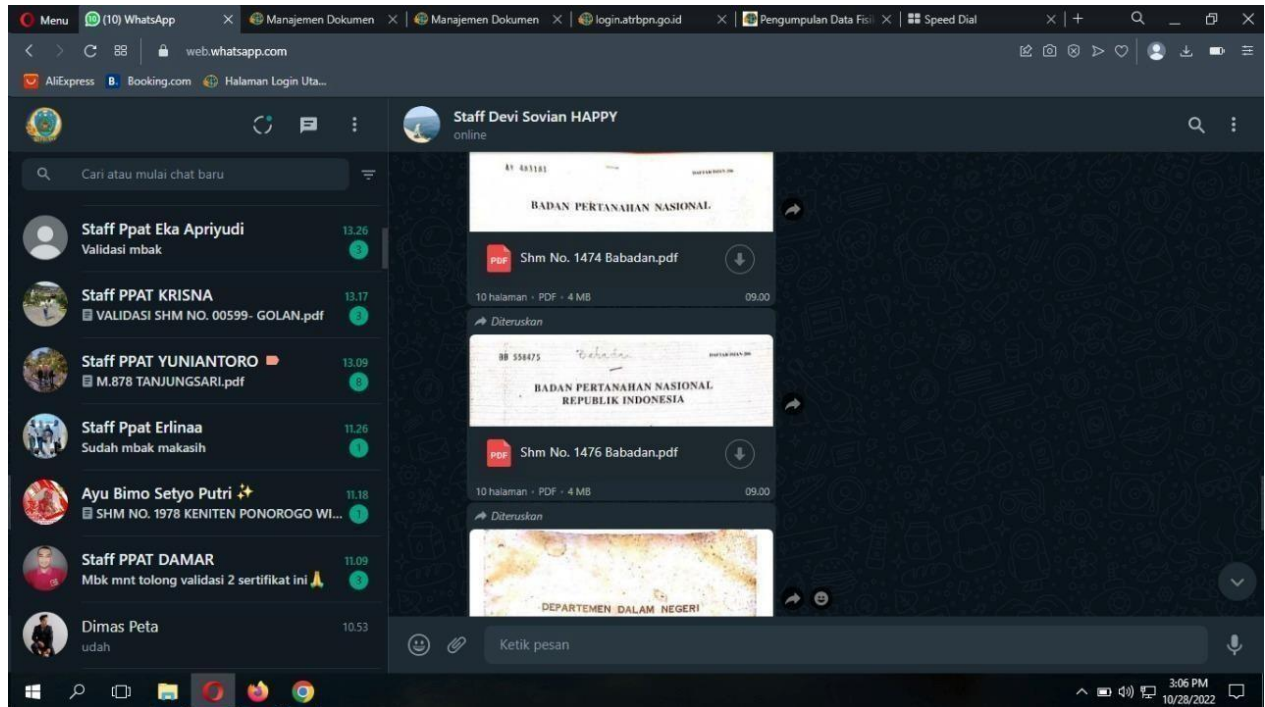 Menu
(10) WhatsApp
Manajemen Dokumen
Manajemen Dokumen
login.atrbpn.go.id
Pengumpulan Data Fisi
Speed Dial
web.whatsapp.com
AliExpress
B. Booking.com
Halaman Login Uta...
Cari atau mulai chat baru
Staff Ppat Eka Apriyudi 13.26
Validasi mbak 3
Staff PPAT KRISNA 13.17
VALIDASI SHM NO. 00599- GOLAN.pdf 3
Staff PPAT YUNIANTORO 13.09
M.878 TANJUNGSARI.pdf 8
Staff Ppat Erlinaa 11.26
Sudah mbak makasih 1
Ayu Bimo Setyo Putri ✨ 11.18
SHM NO. 1978 KENITEN PONOROGO WI... 1
Staff PPAT DAMAR 11.09
Mbk mnt tolong validasi 2 sertifikat ini 🙏 3
Dimas Peta 10.53
udah
Staff Devi Sovian HAPPY
online
BADAN PERTANAHAN NASIONAL
PDF Shm No. 1474 Babadan.pdf
10 halaman • PDF • 4 MB 09.00
Diteruskan
BB 558475
BADAN PERTANAHAN NASIONAL
REPUBLIK INDONESIA
PDF Shm No. 1476 Babadan.pdf
10 halaman • PDF • 4 MB 09.00
Diteruskan
DEPARTEMEN DALAM NEGERI
Ketik pesan
3:06 PM
10/28/2022